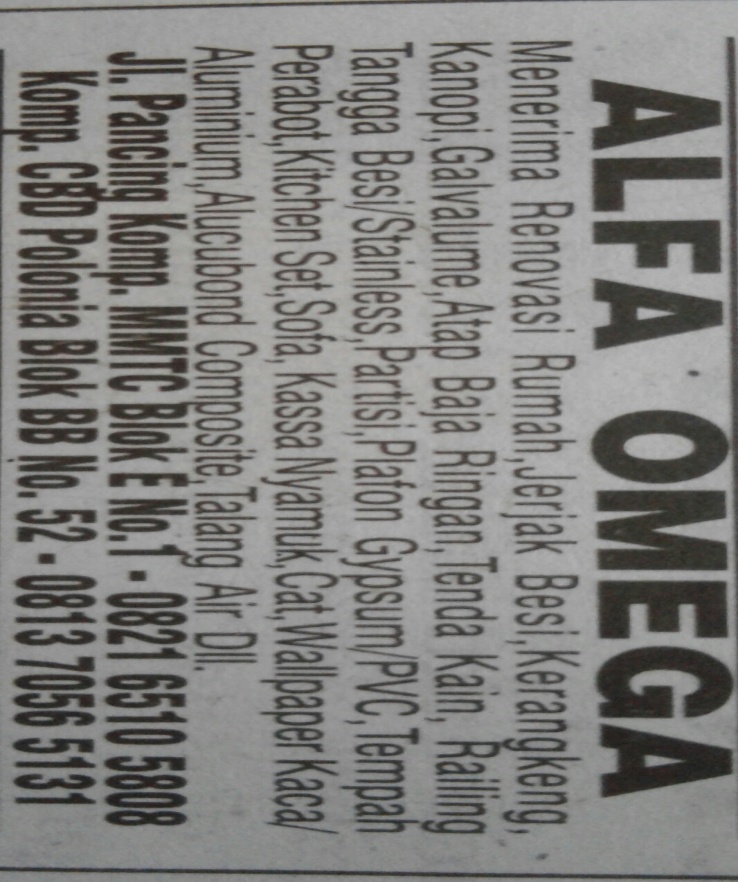 ALFA OMEGA
Menerima Renovasi Rumah,Jerjak Besi,Kerangkeng,
Kanopi,Galvalume,Atap Baja Ringan,Tenda Kain, Railing
Tangga Besi/Stainless,Partisi,Plafon Gypsum/PVC,Tempah
Perabot,Kitchen Set,Sofa, Kassa Nyamuk,Cat,Wallpaper Kaca/
Aluminium,Alucubond Composite,Talang Air Dll.
Jl. Pancing Komp. MMTC Blok E No.1 - 0821 6510 5808
Komp. CBD Polonia Blok BB No. 52 - 0813 7056 5131